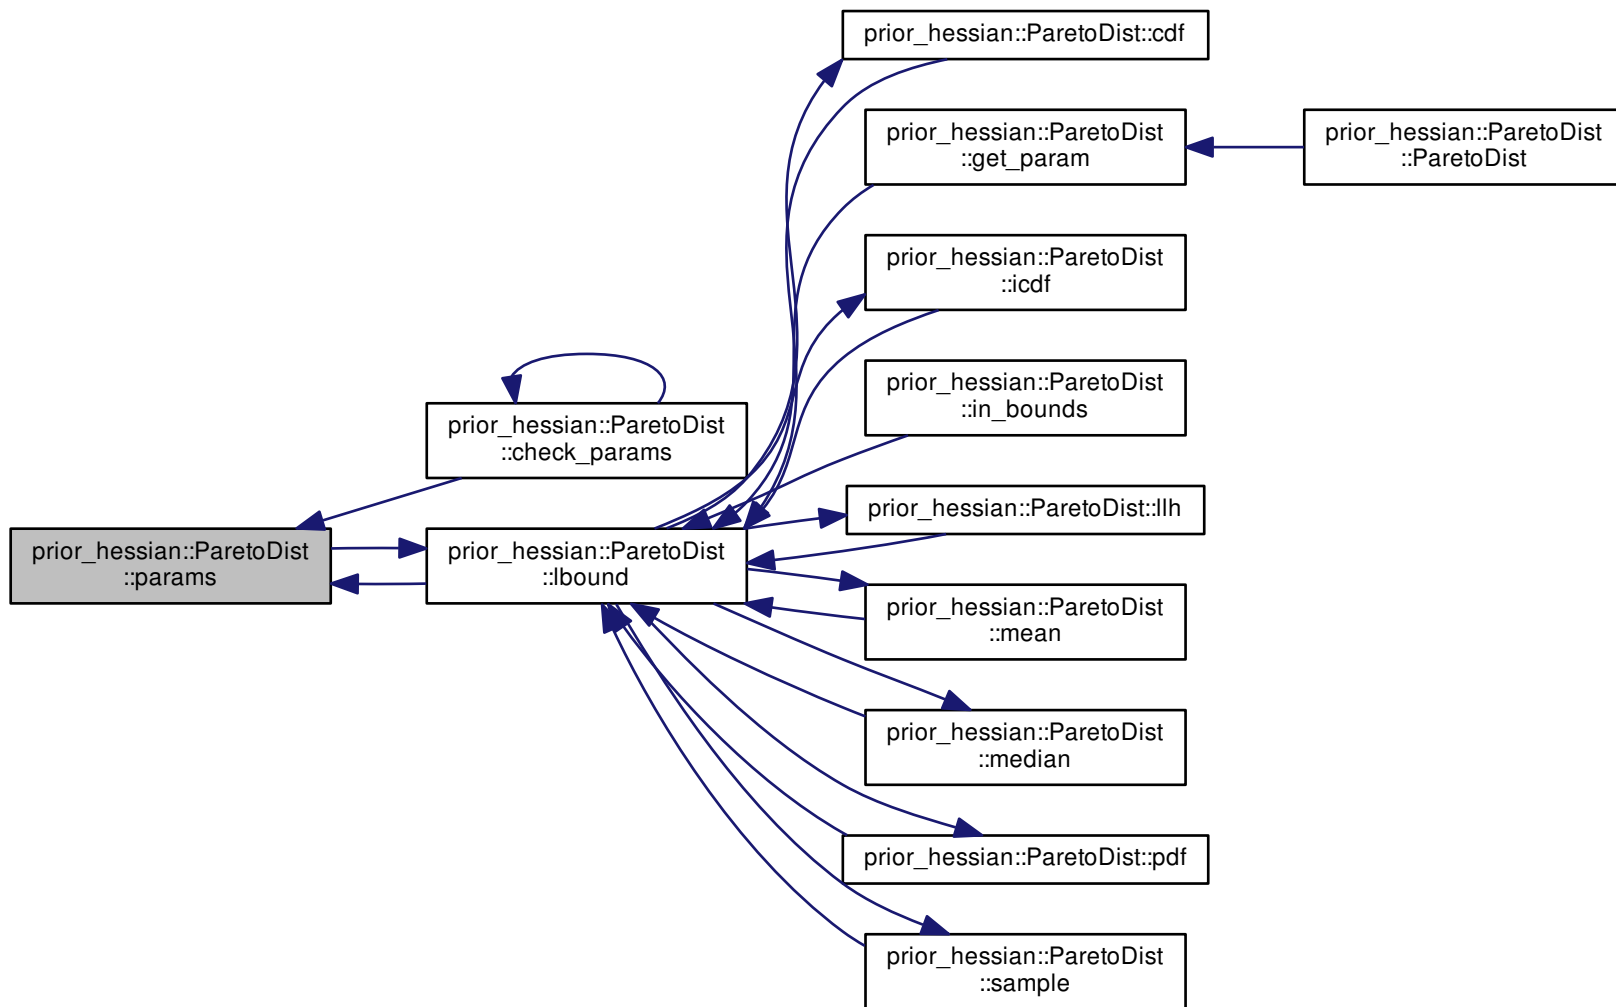 prior_hessian::ParetoDist::cdf
prior_hessian::ParetoDist
::get_param
prior_hessian::ParetoDist
::ParetoDist
prior_hessian::ParetoDist
::icdf
prior_hessian::ParetoDist
::in_bounds
prior_hessian::ParetoDist
::check_params
prior_hessian::ParetoDist::llh
prior_hessian::ParetoDist
::params
prior_hessian::ParetoDist
::lbound
prior_hessian::ParetoDist
::mean
prior_hessian::ParetoDist
::median
prior_hessian::ParetoDist::pdf
prior_hessian::ParetoDist
::sample